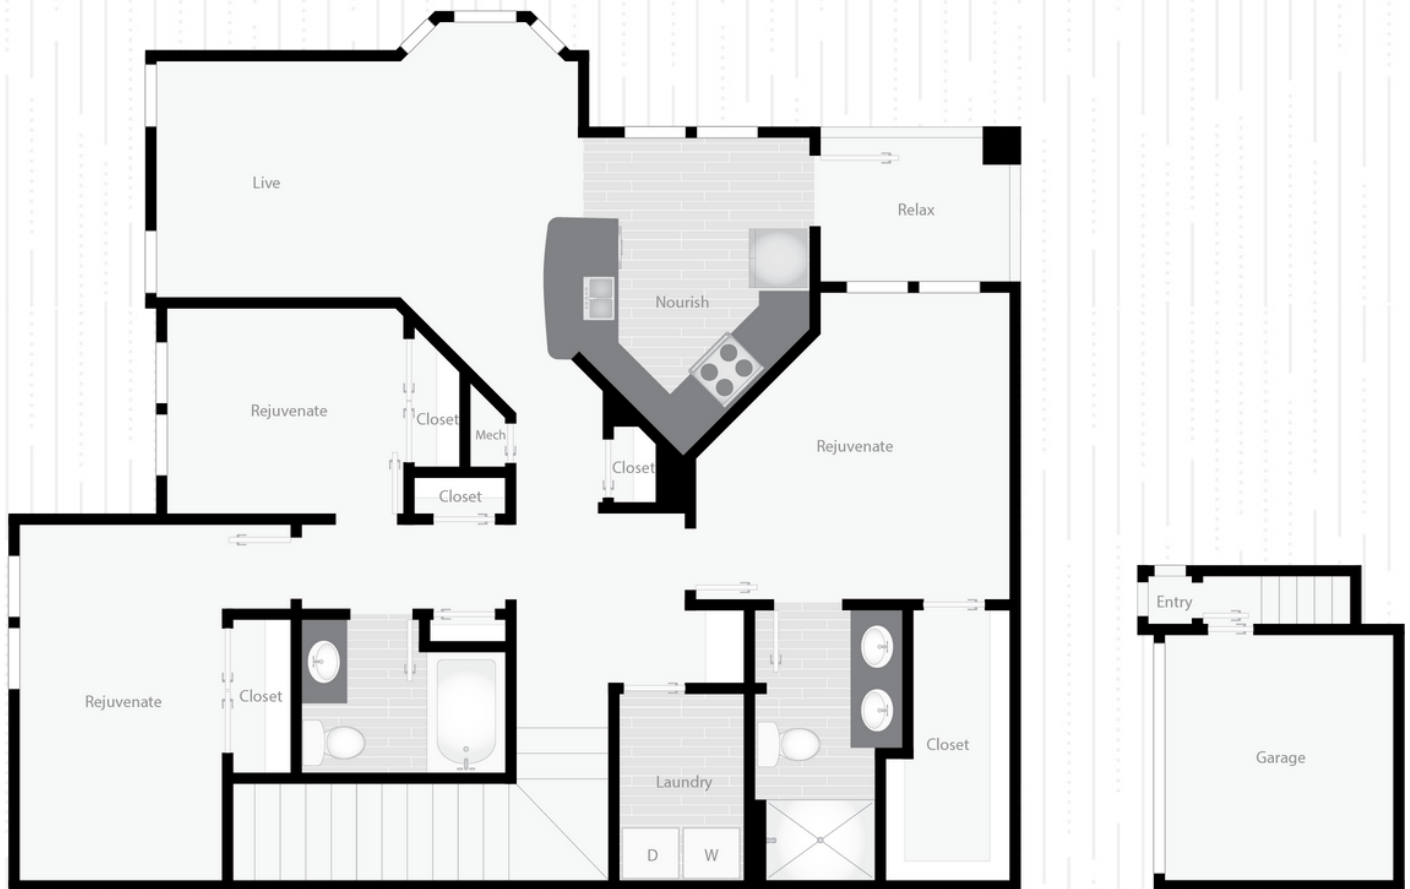 Live
Relax
Nourish
Rejuvenate
Closet
Mech
Rejuvenate
Closet
Closet
Entry
Rejuvenate
Closet
Closet
Garage
Laundry
D
W